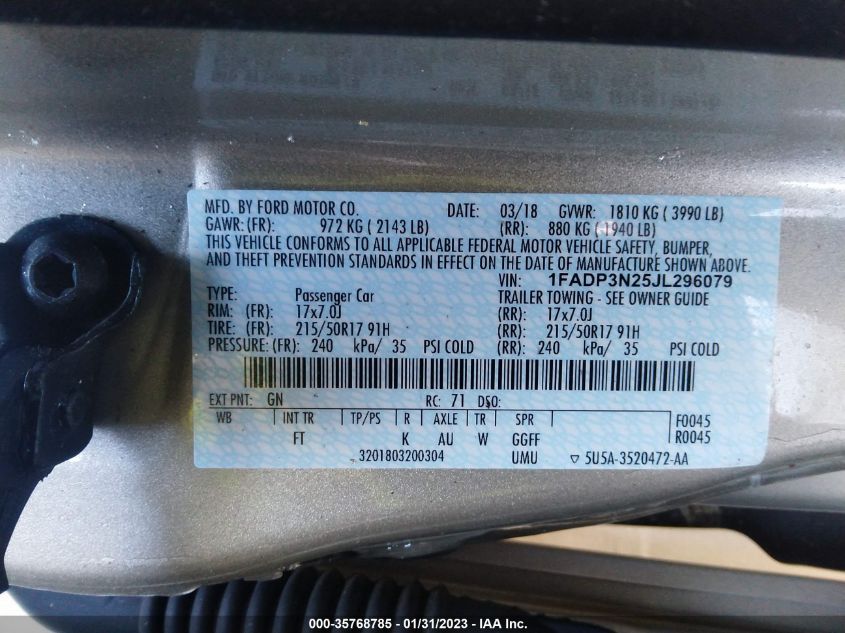 MFD. BY FORD MOTOR CO. DATE: 03/18 GVWR: 1810 KG ( 3990 LB)
GAWR: (FR): 972 KG ( 2143 LB) (RR): 880 KG ( 1940 LB)
THIS VEHICLE CONFORMS TO ALL APPLICABLE FEDERAL MOTOR VEHICLE SAFETY, BUMPER,
AND THEFT PREVENTION STANDARDS IN EFFECT ON THE DATE OF MANUFACTURE SHOWN ABOVE.
VIN: 1FADP3N25JL296079
TYPE: Passenger Car TRAILER TOWING - SEE OWNER GUIDE
RIM: (FR): 17x7.0J (RR): 17x7.0J
TIRE: (FR): 215/50R17 91H (RR): 215/50R17 91H
PRESSURE: (FR): 240 kPa/ 35 PSI COLD (RR): 240 kPa/ 35 PSI COLD
EXT PNT: GN RC: 71 DSO:
WB INT TR TP/PS R AXLE TR SPR F0045
FT K AU W GGFF R0045
3201803200304 UMU ▽ 5U5A-3520472-AA
000-35768785 - 01/31/2023 - © IAA Inc.